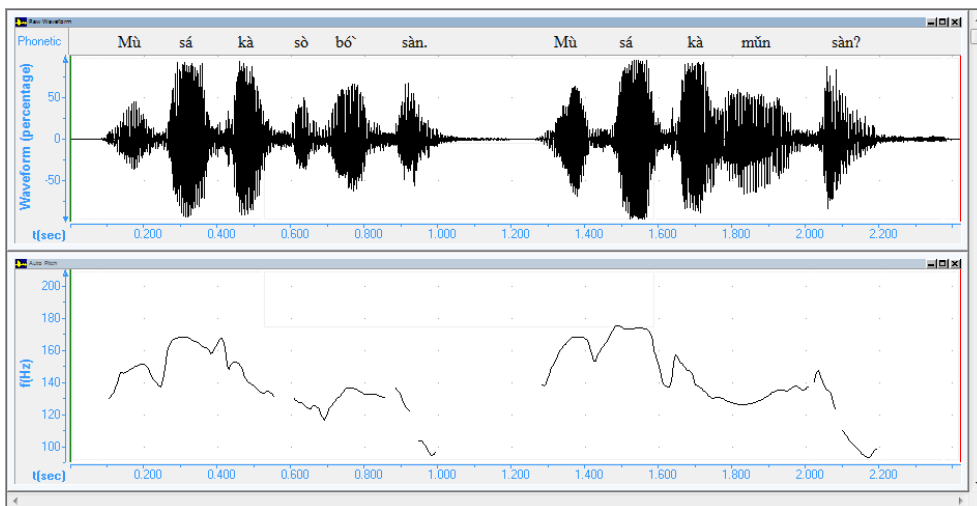 Raw Waveform
Phonetic Mù sá kà sò bó` sàn. Mù sá kà mǔn sàn?
Waveform (percentage)
50
0
-50
t(sec) 0.200 0.400 0.600 0.800 1.000 1.200 1.400 1.600 1.800 2.000 2.200
Auto Pitch
f(Hz)
200
180
160
140
120
100
t(sec) 0.200 0.400 0.600 0.800 1.000 1.200 1.400 1.600 1.800 2.000 2.200